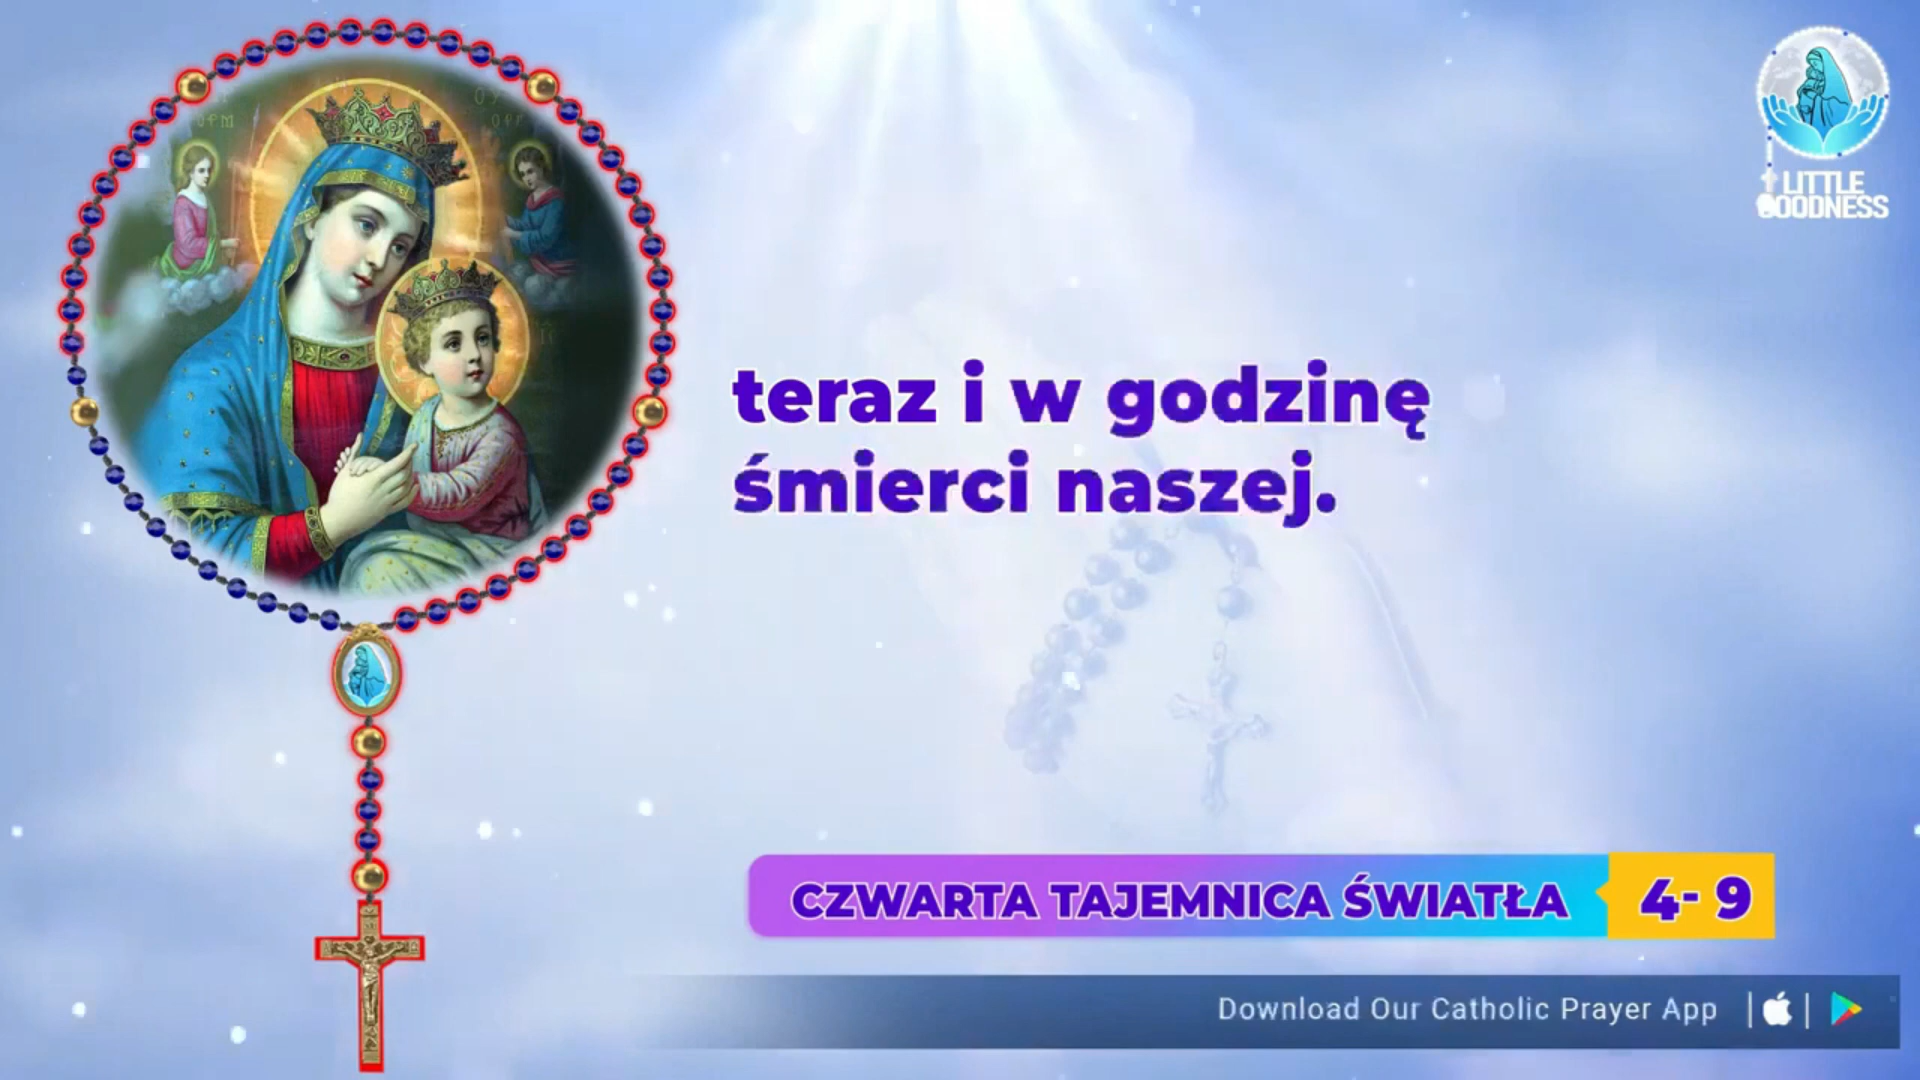 LITTLE
GOODNESS
teraz i w godzinę
śmierci naszej.
CZWARTA TAJEMNICA ŚWIATŁA 4- 9
Download Our Catholic Prayer App